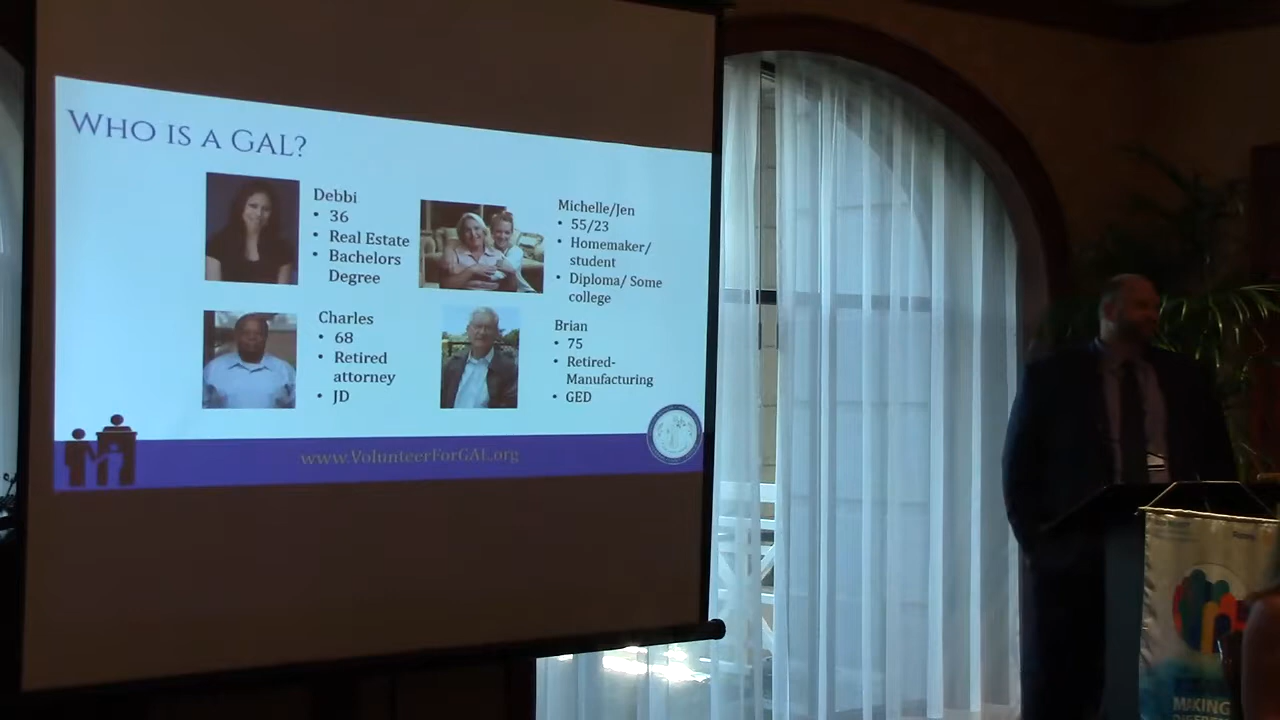 WHO IS A GAL?
Debbi
• 36
• Real Estate
• Bachelors
Degree
Michelle/Jen
• 55/23
• Homemaker/
student
• Diploma/ Some
college
Charles
• 68
• Retired
attorney
• JD
Brian
• 75
• Retired-
Manufacturing
• GED
www.VolunteerForGAL.org
MAKING